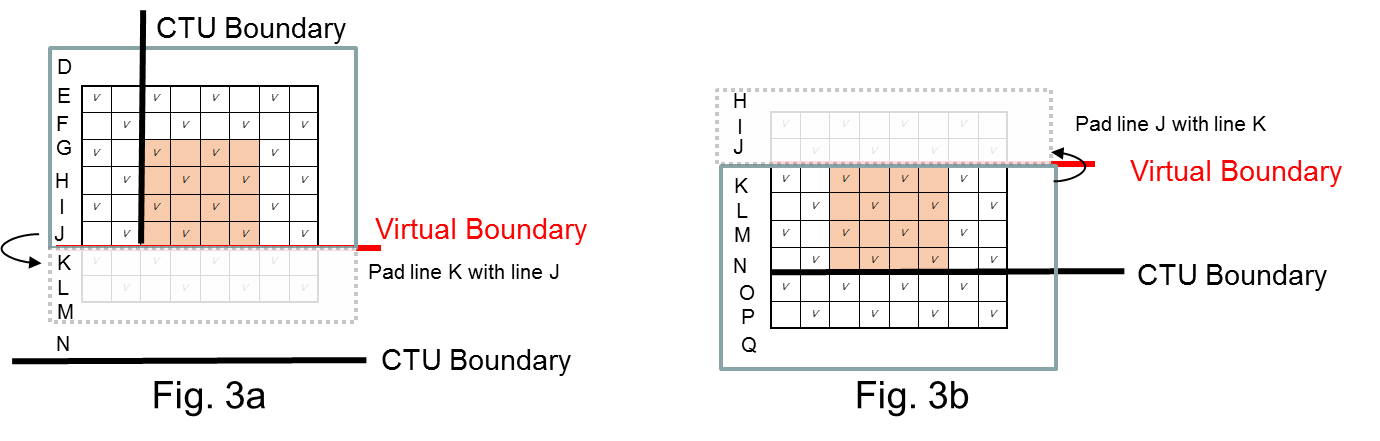 CTU Boundary
D
E V V V V
F V V V V
G V V V V
H V V V V
I V V V V
J V V V V
Virtual Boundary
K V V V V
Pad line K with line J
L V V V V
M
N
CTU Boundary
Fig. 3a
H
I V V V V
J V V V V
Pad line J with line K
Virtual Boundary
K V V V V
L V V V V
M V V V V
N V V V V
CTU Boundary
O V V V V
P V V V V
Q
Fig. 3b